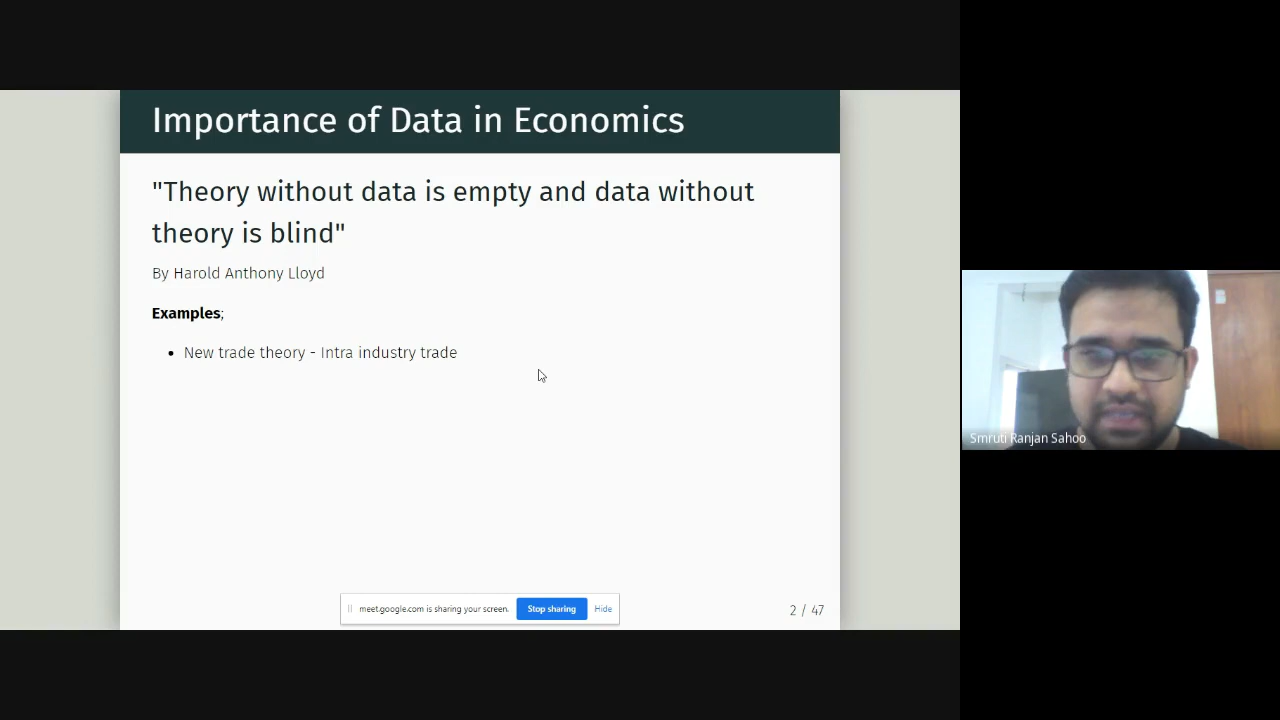 Importance of Data in Economics
"Theory without data is empty and data without
theory is blind"
By Harold Anthony Lloyd
Examples;
• New trade theory - Intra industry trade
meet.google.com is sharing your screen.
Stop sharing
Hide
2 / 47
Smruti Ranjan Sahoo